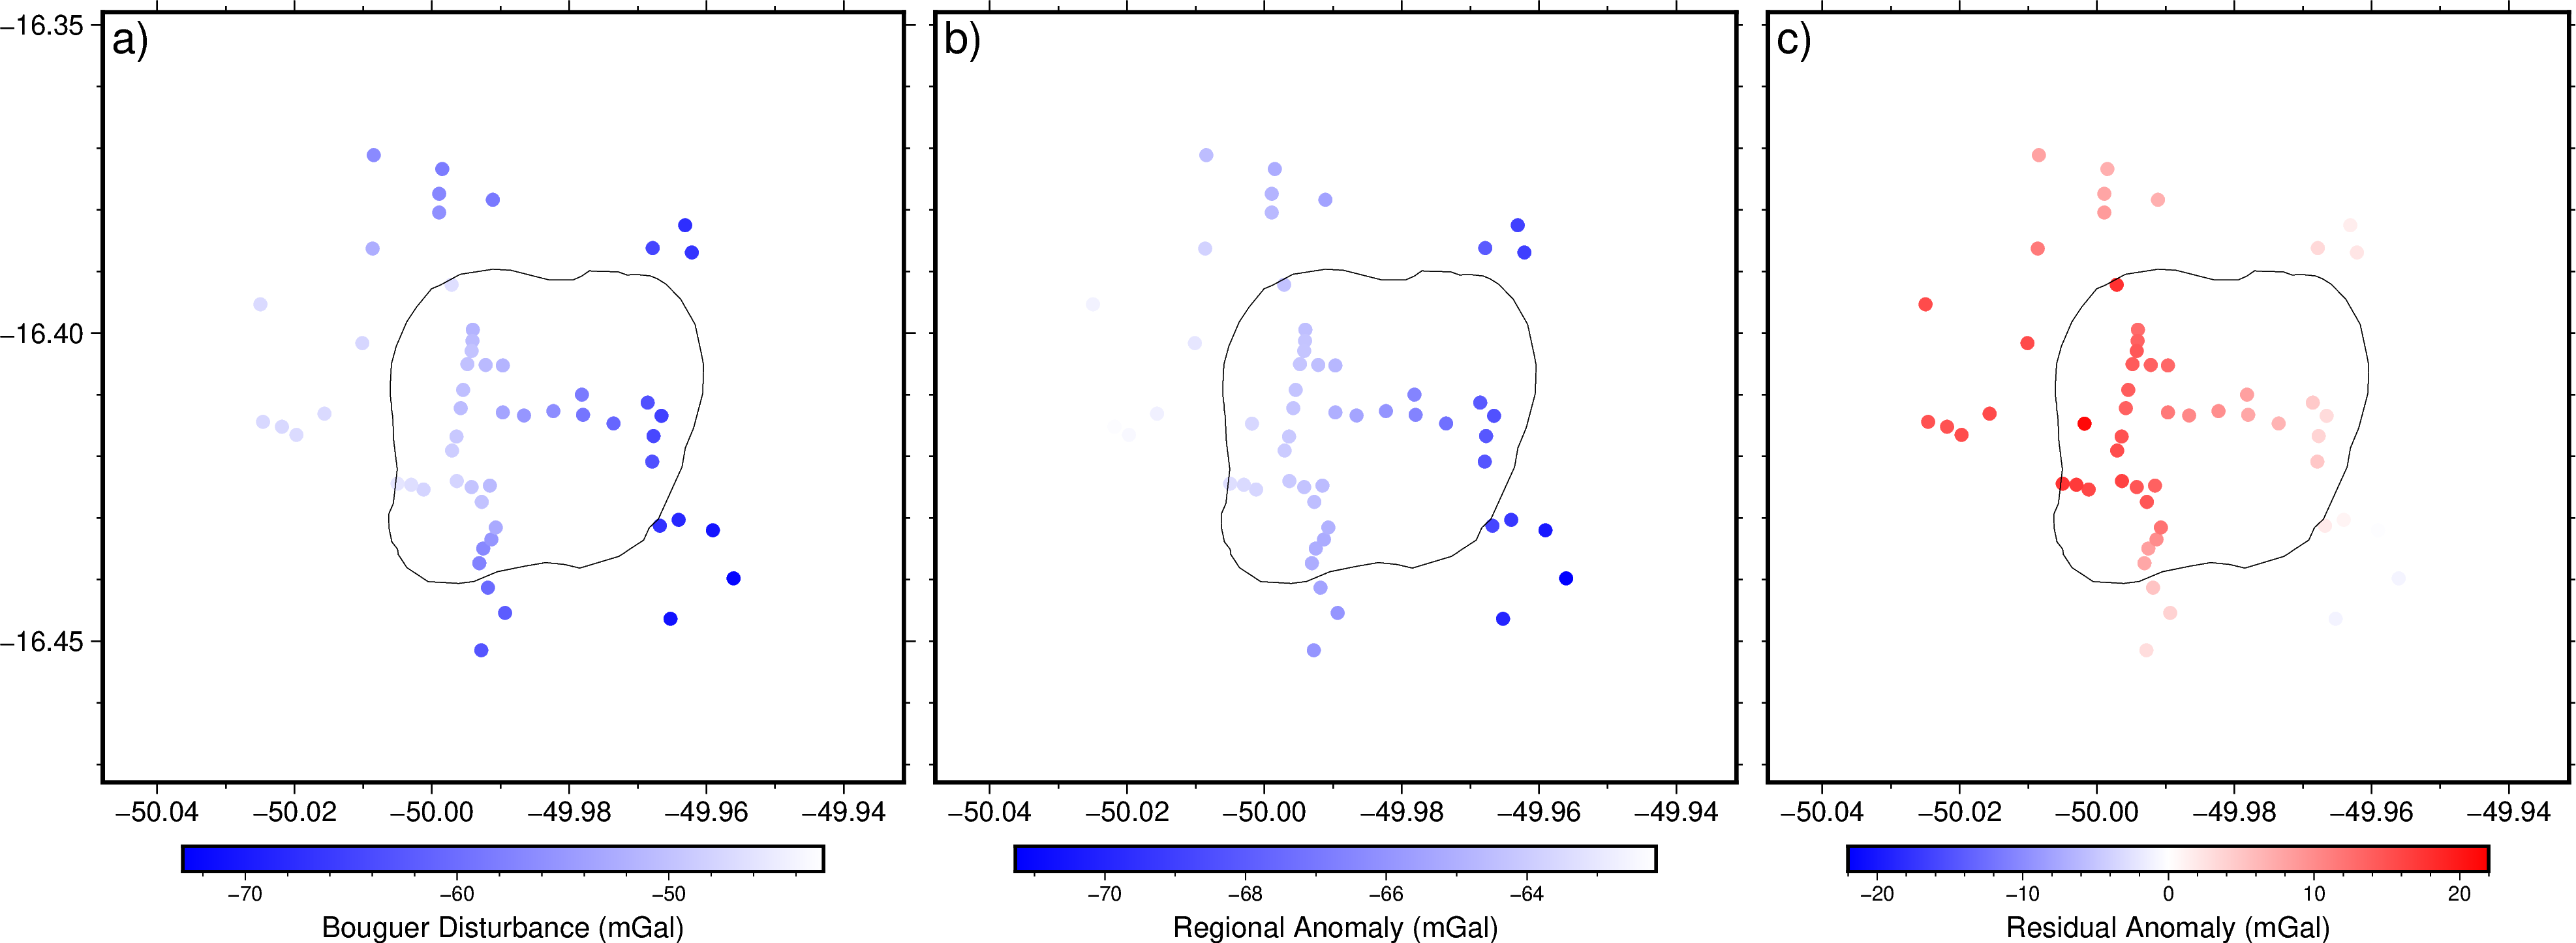 a) b) c)
−16.35
−16.40
−16.45
−50.04 −50.02 −50.00 −49.98 −49.96 −49.94 −50.04 −50.02 −50.00 −49.98 −49.96 −49.94 −50.04 −50.02 −50.00 −49.98 −49.96 −49.94
−70 −60 −50 −70 −68 −66 −64 −20 −10 0 10 20
Bouguer Disturbance (mGal) Regional Anomaly (mGal) Residual Anomaly (mGal)